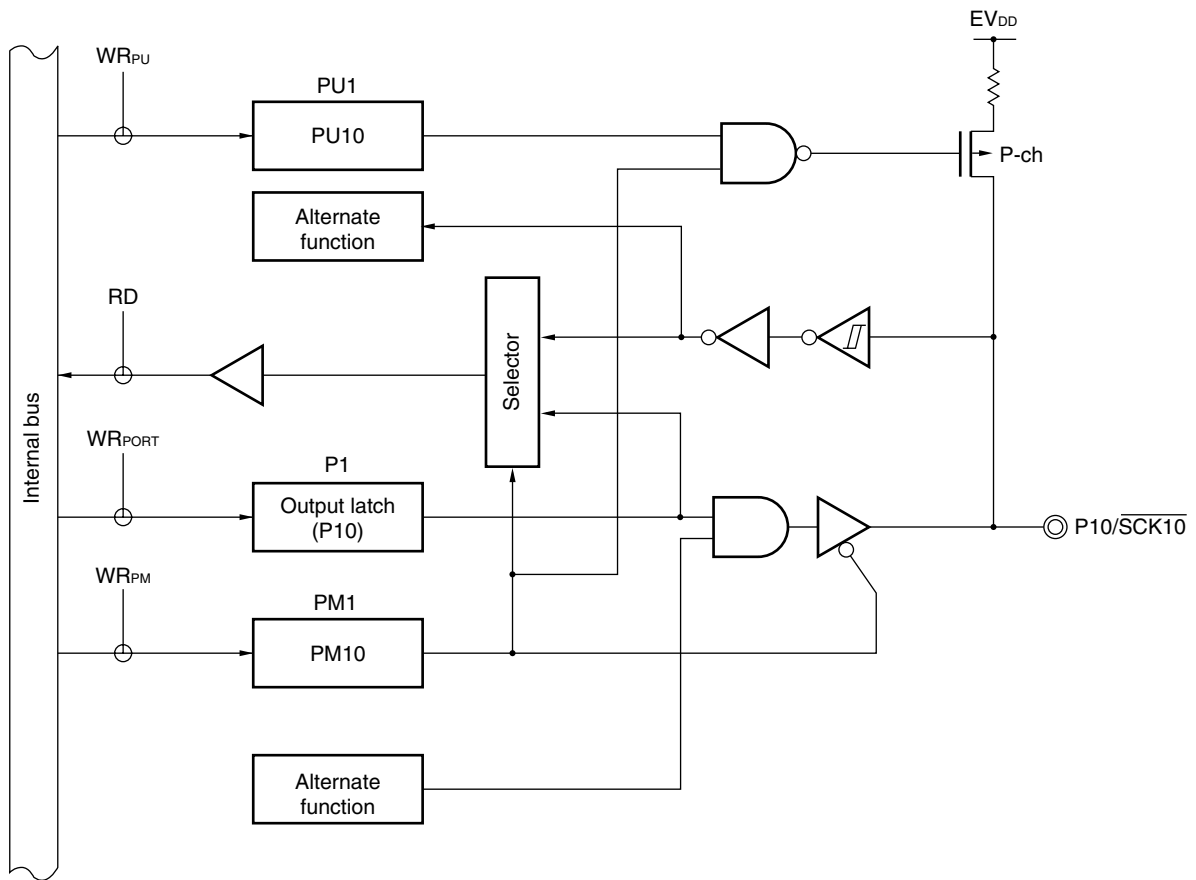 EVDD
WRPU
PU1
PU10
P-ch
Alternate
function
RD
Selector
Internal bus
WRPORT
P1
Output latch
(P10)
P10/SCK10
WRPM
PM1
PM10
Alternate
function